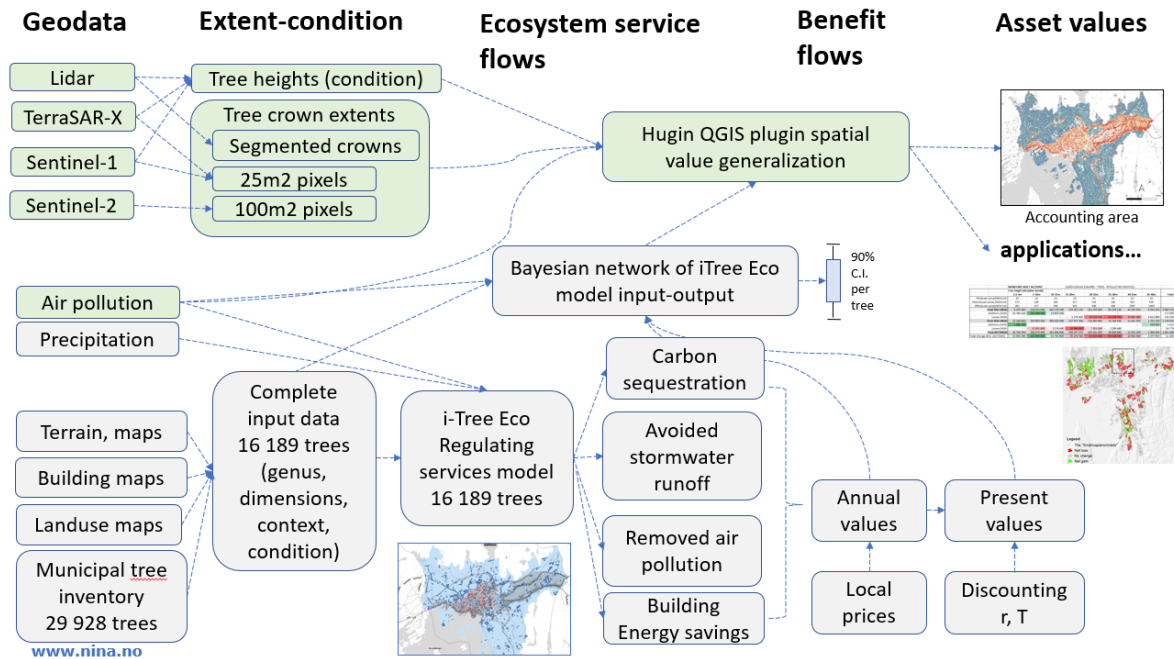 Geodata
Extent-condition
Ecosystem service
flows
Benefit
flows
Asset values
Lidar
TerraSAR-X
Sentinel-1
Sentinel-2
Tree heights (condition)
Tree crown extents
Segmented crowns
25m2 pixels
100m2 pixels
Hugin QGIS plugin spatial
value generalization
Accounting area
applications...
Bayesian network of iTree Eco
model input-output
90%
C.I.
per
tree
Air pollution
Precipitation
Terrain, maps
Building maps
Landuse maps
Municipal tree
inventory
29 928 trees
Complete
input data
16 189 trees
(genus,
dimensions,
context,
condition)
i-Tree Eco
Regulating
services model
16 189 trees
Carbon
sequestration
Avoided
stormwater
runoff
Removed air
pollution
Building
Energy savings
Annual
values
Present
values
Local
prices
Discounting
r, T
Legend
www.nina.no